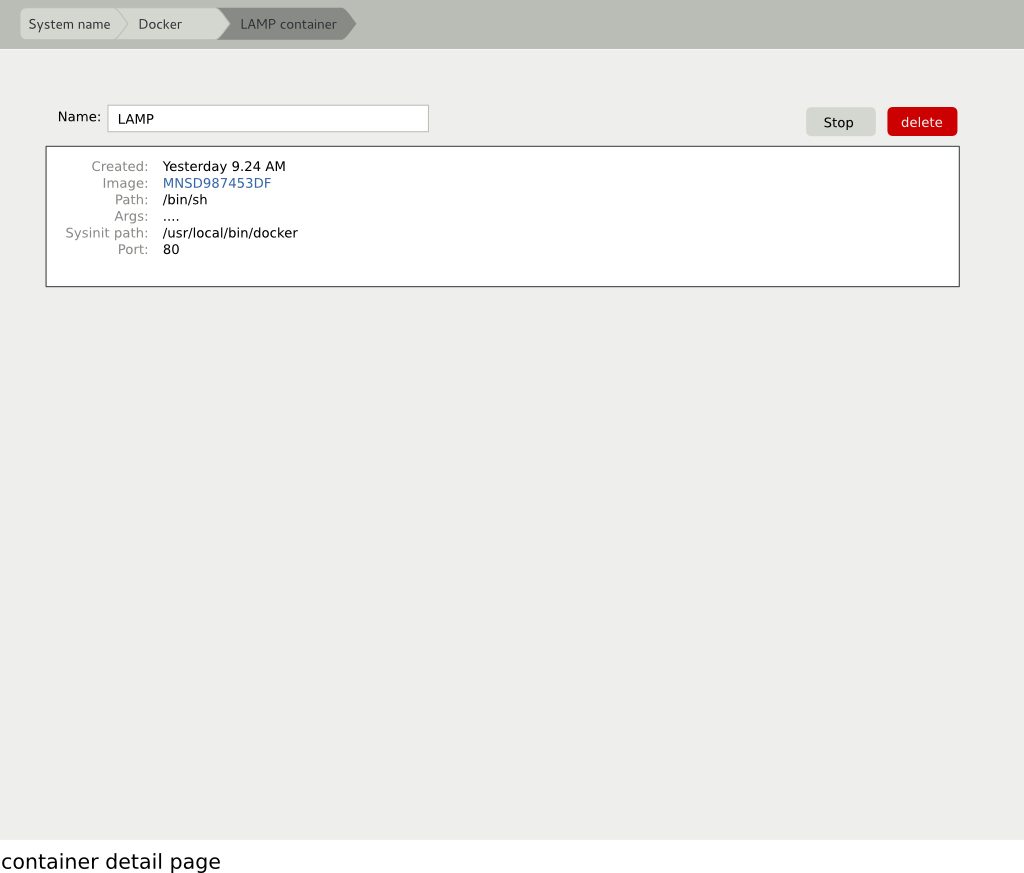 System name Docker LAMP container
Name: LAMP Stop delete
Created: Yesterday 9.24 AM
Image: MNSD987453DF
Path: /bin/sh
Args: ....
Sysinit path: /usr/local/bin/docker
Port: 80
container detail page